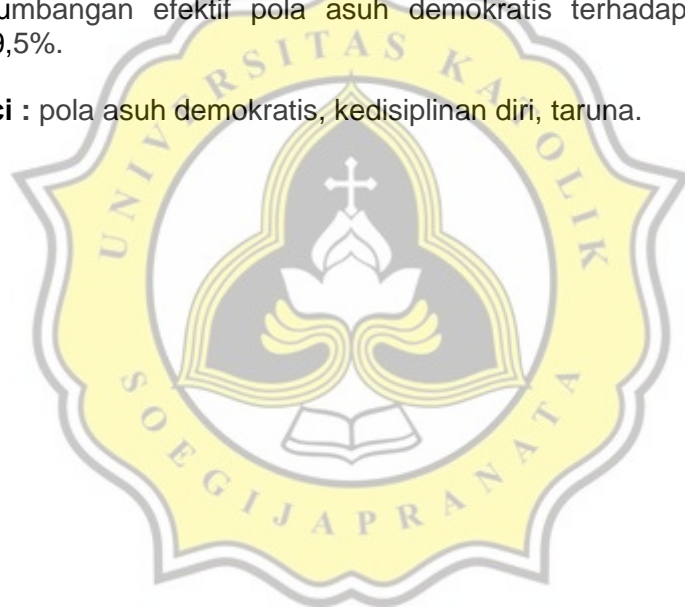 umbangan efektif pola asuh demokratis terhadap
9,5%.
ci : pola asuh demokratis, kedisiplinan diri, taruna.
UNIVERSITAS KATOLIK
SOEGIJAPRANATA